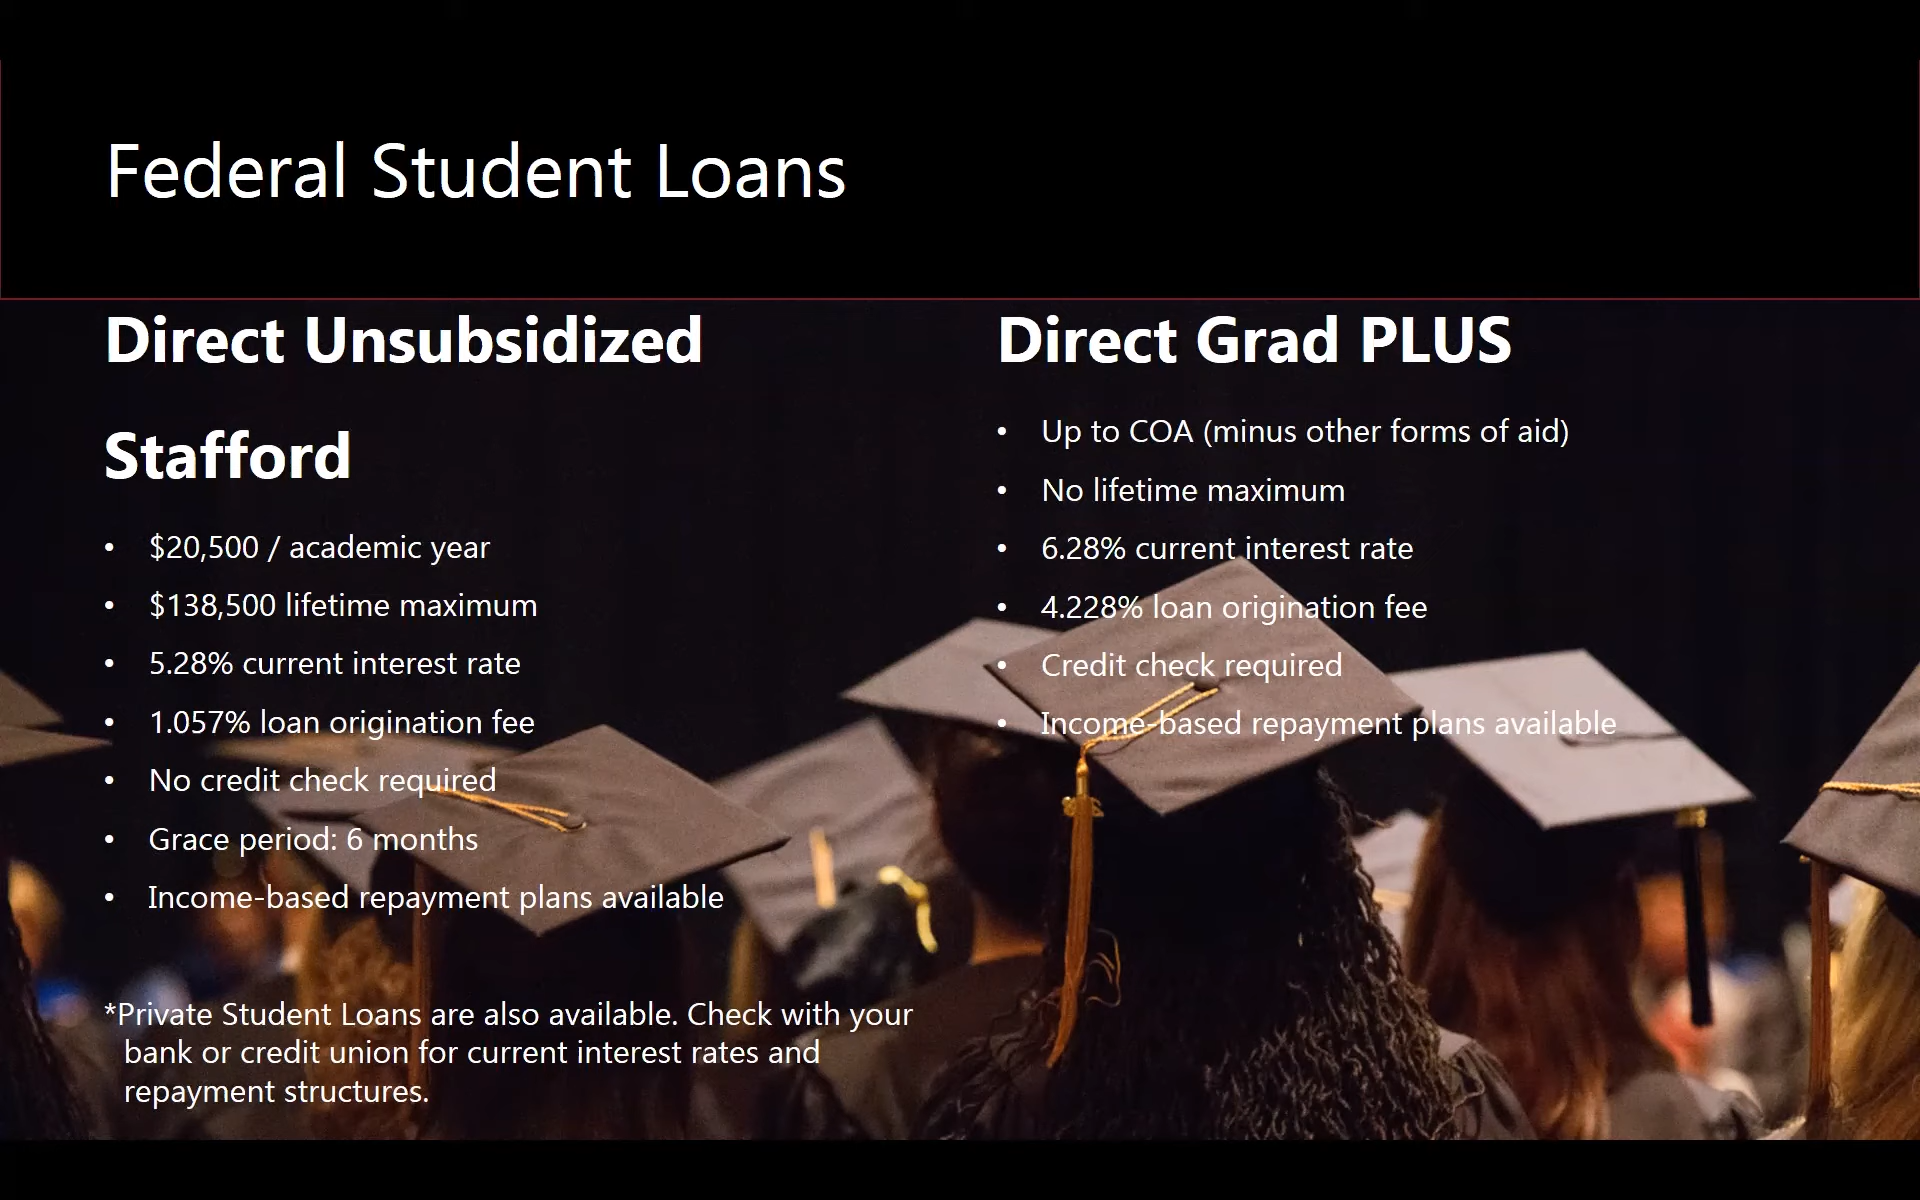 Federal Student Loans
Direct Unsubsidized
Stafford
• $20,500 / academic year
• $138,500 lifetime maximum
• 5.28% current interest rate
• 1.057% loan origination fee
• No credit check required
• Grace period: 6 months
• Income-based repayment plans available
*Private Student Loans are also available. Check with your
bank or credit union for current interest rates and
repayment structures.
Direct Grad PLUS
• Up to COA (minus other forms of aid)
• No lifetime maximum
• 6.28% current interest rate
• 4.228% loan origination fee
• Credit check required
• Income-based repayment plans available